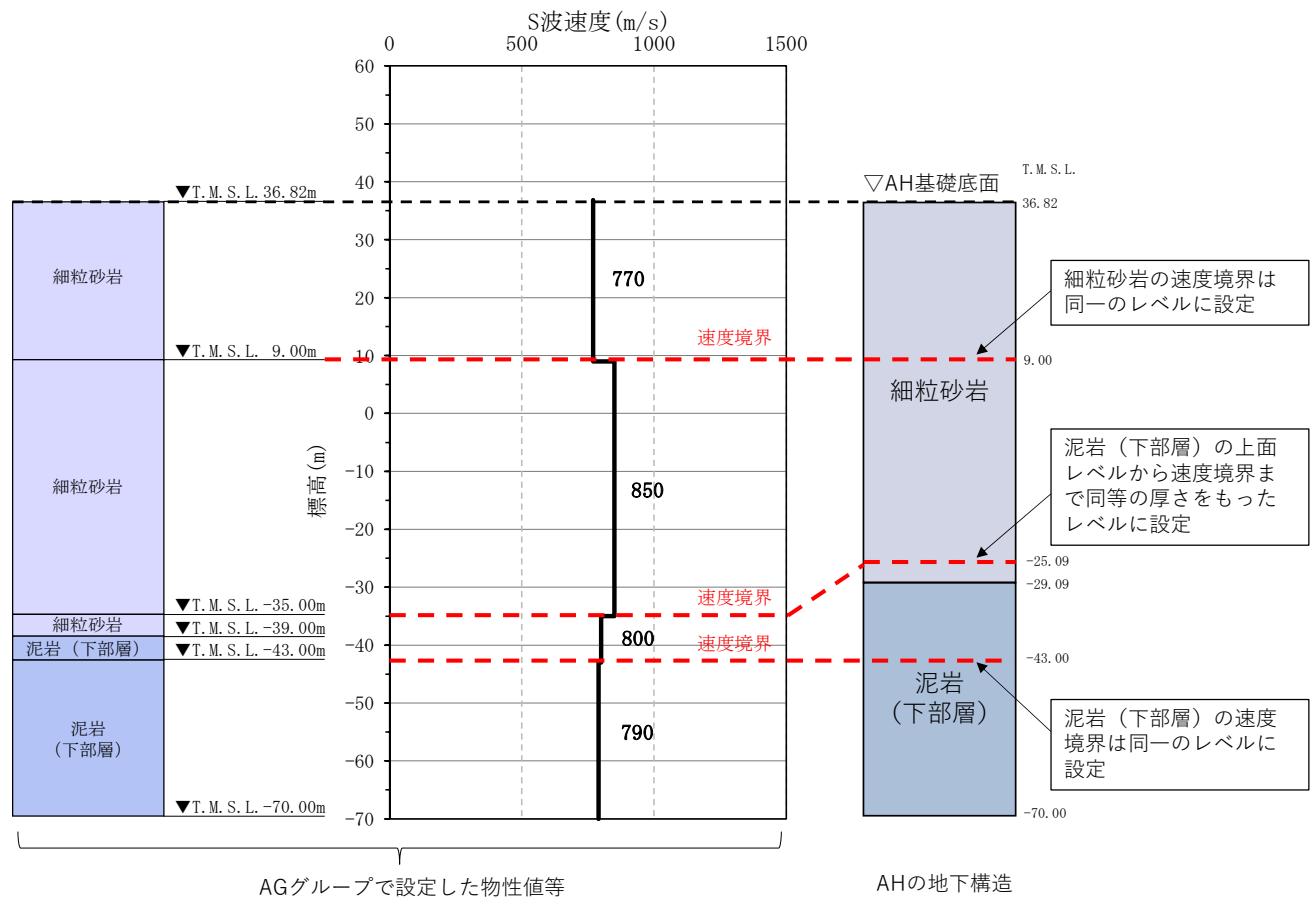 S波速度(m/s)
0
500
1000
1500
60
50
40
30
20
10
0
-10
-20
-30
-40
-50
-60
-70
標高(m)
▼T.M.S.L.36.82m
細粒砂岩
▼T.M.S.L. 9.00m
細粒砂岩
▼T.M.S.L.-35.00m
細粒砂岩
▼T.M.S.L.-39.00m
泥岩（下部層）
▼T.M.S.L.-43.00m
泥岩
（下部層）
▼T.M.S.L.-70.00m
770
速度境界
850
速度境界
800
速度境界
790
AGグループで設定した物性値等
T.M.S.L.
▽AH基礎底面
36.82
9.00
細粒砂岩
-25.09
-29.09
-43.00
泥岩
（下部層）
-70.00
AHの地下構造
細粒砂岩の速度境界は
同一のレベルに設定
泥岩（下部層）の上面
レベルから速度境界ま
で同等の厚さをもった
レベルに設定
泥岩（下部層）の速度
境界は同一のレベルに
設定